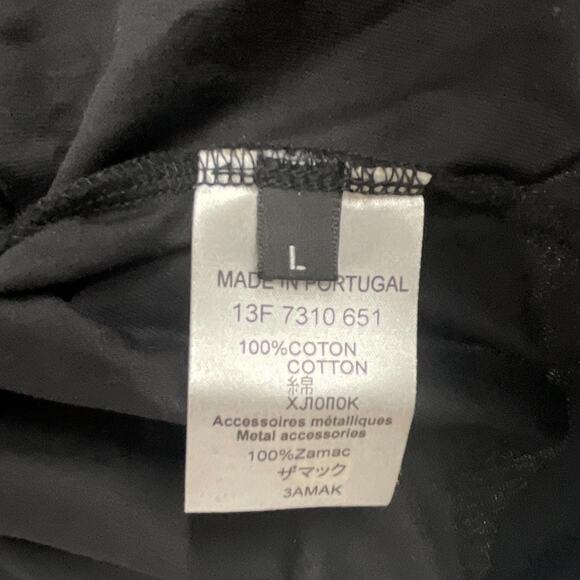 L
MADE IN PORTUGAL
13F 7310 651
100%COTON
COTTON
綿
ХЛОПОК
Accessoires métalliques
Metal accessories
100%Zamac
ザマック
ЗАМАК